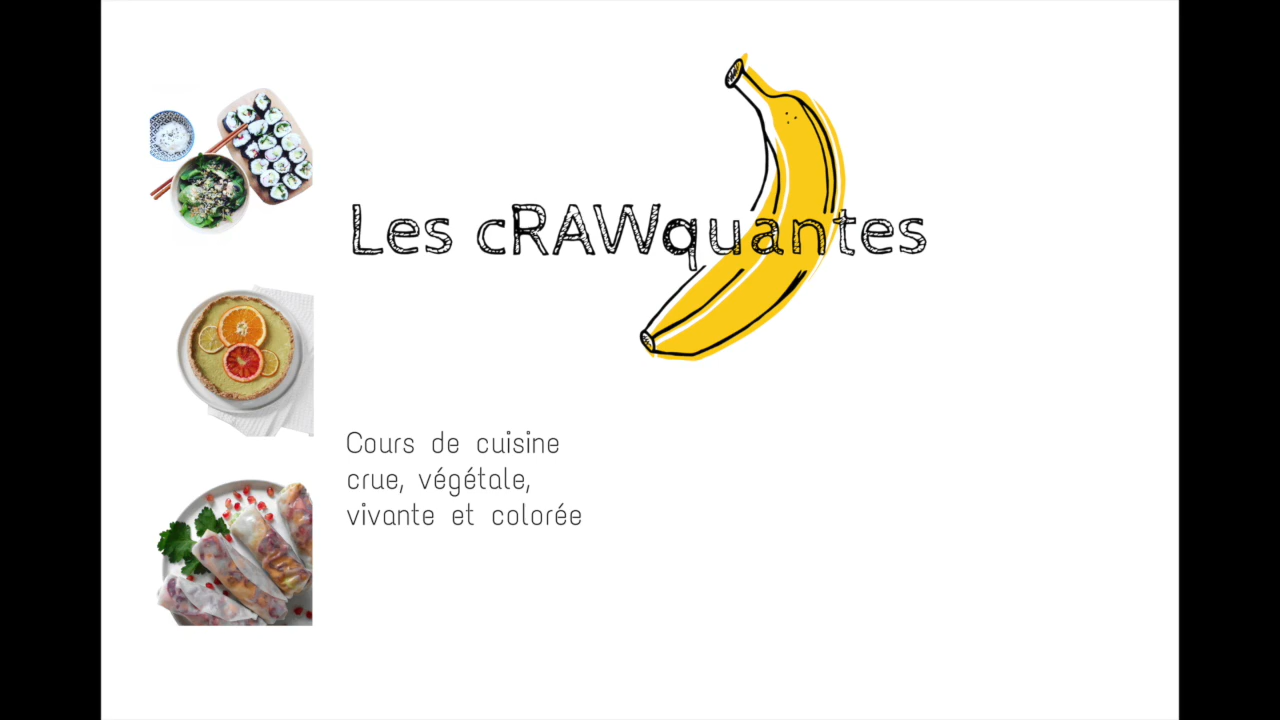 Les cRAWquantes
Cours de cuisine
crue, végétale,
vivante et colorée